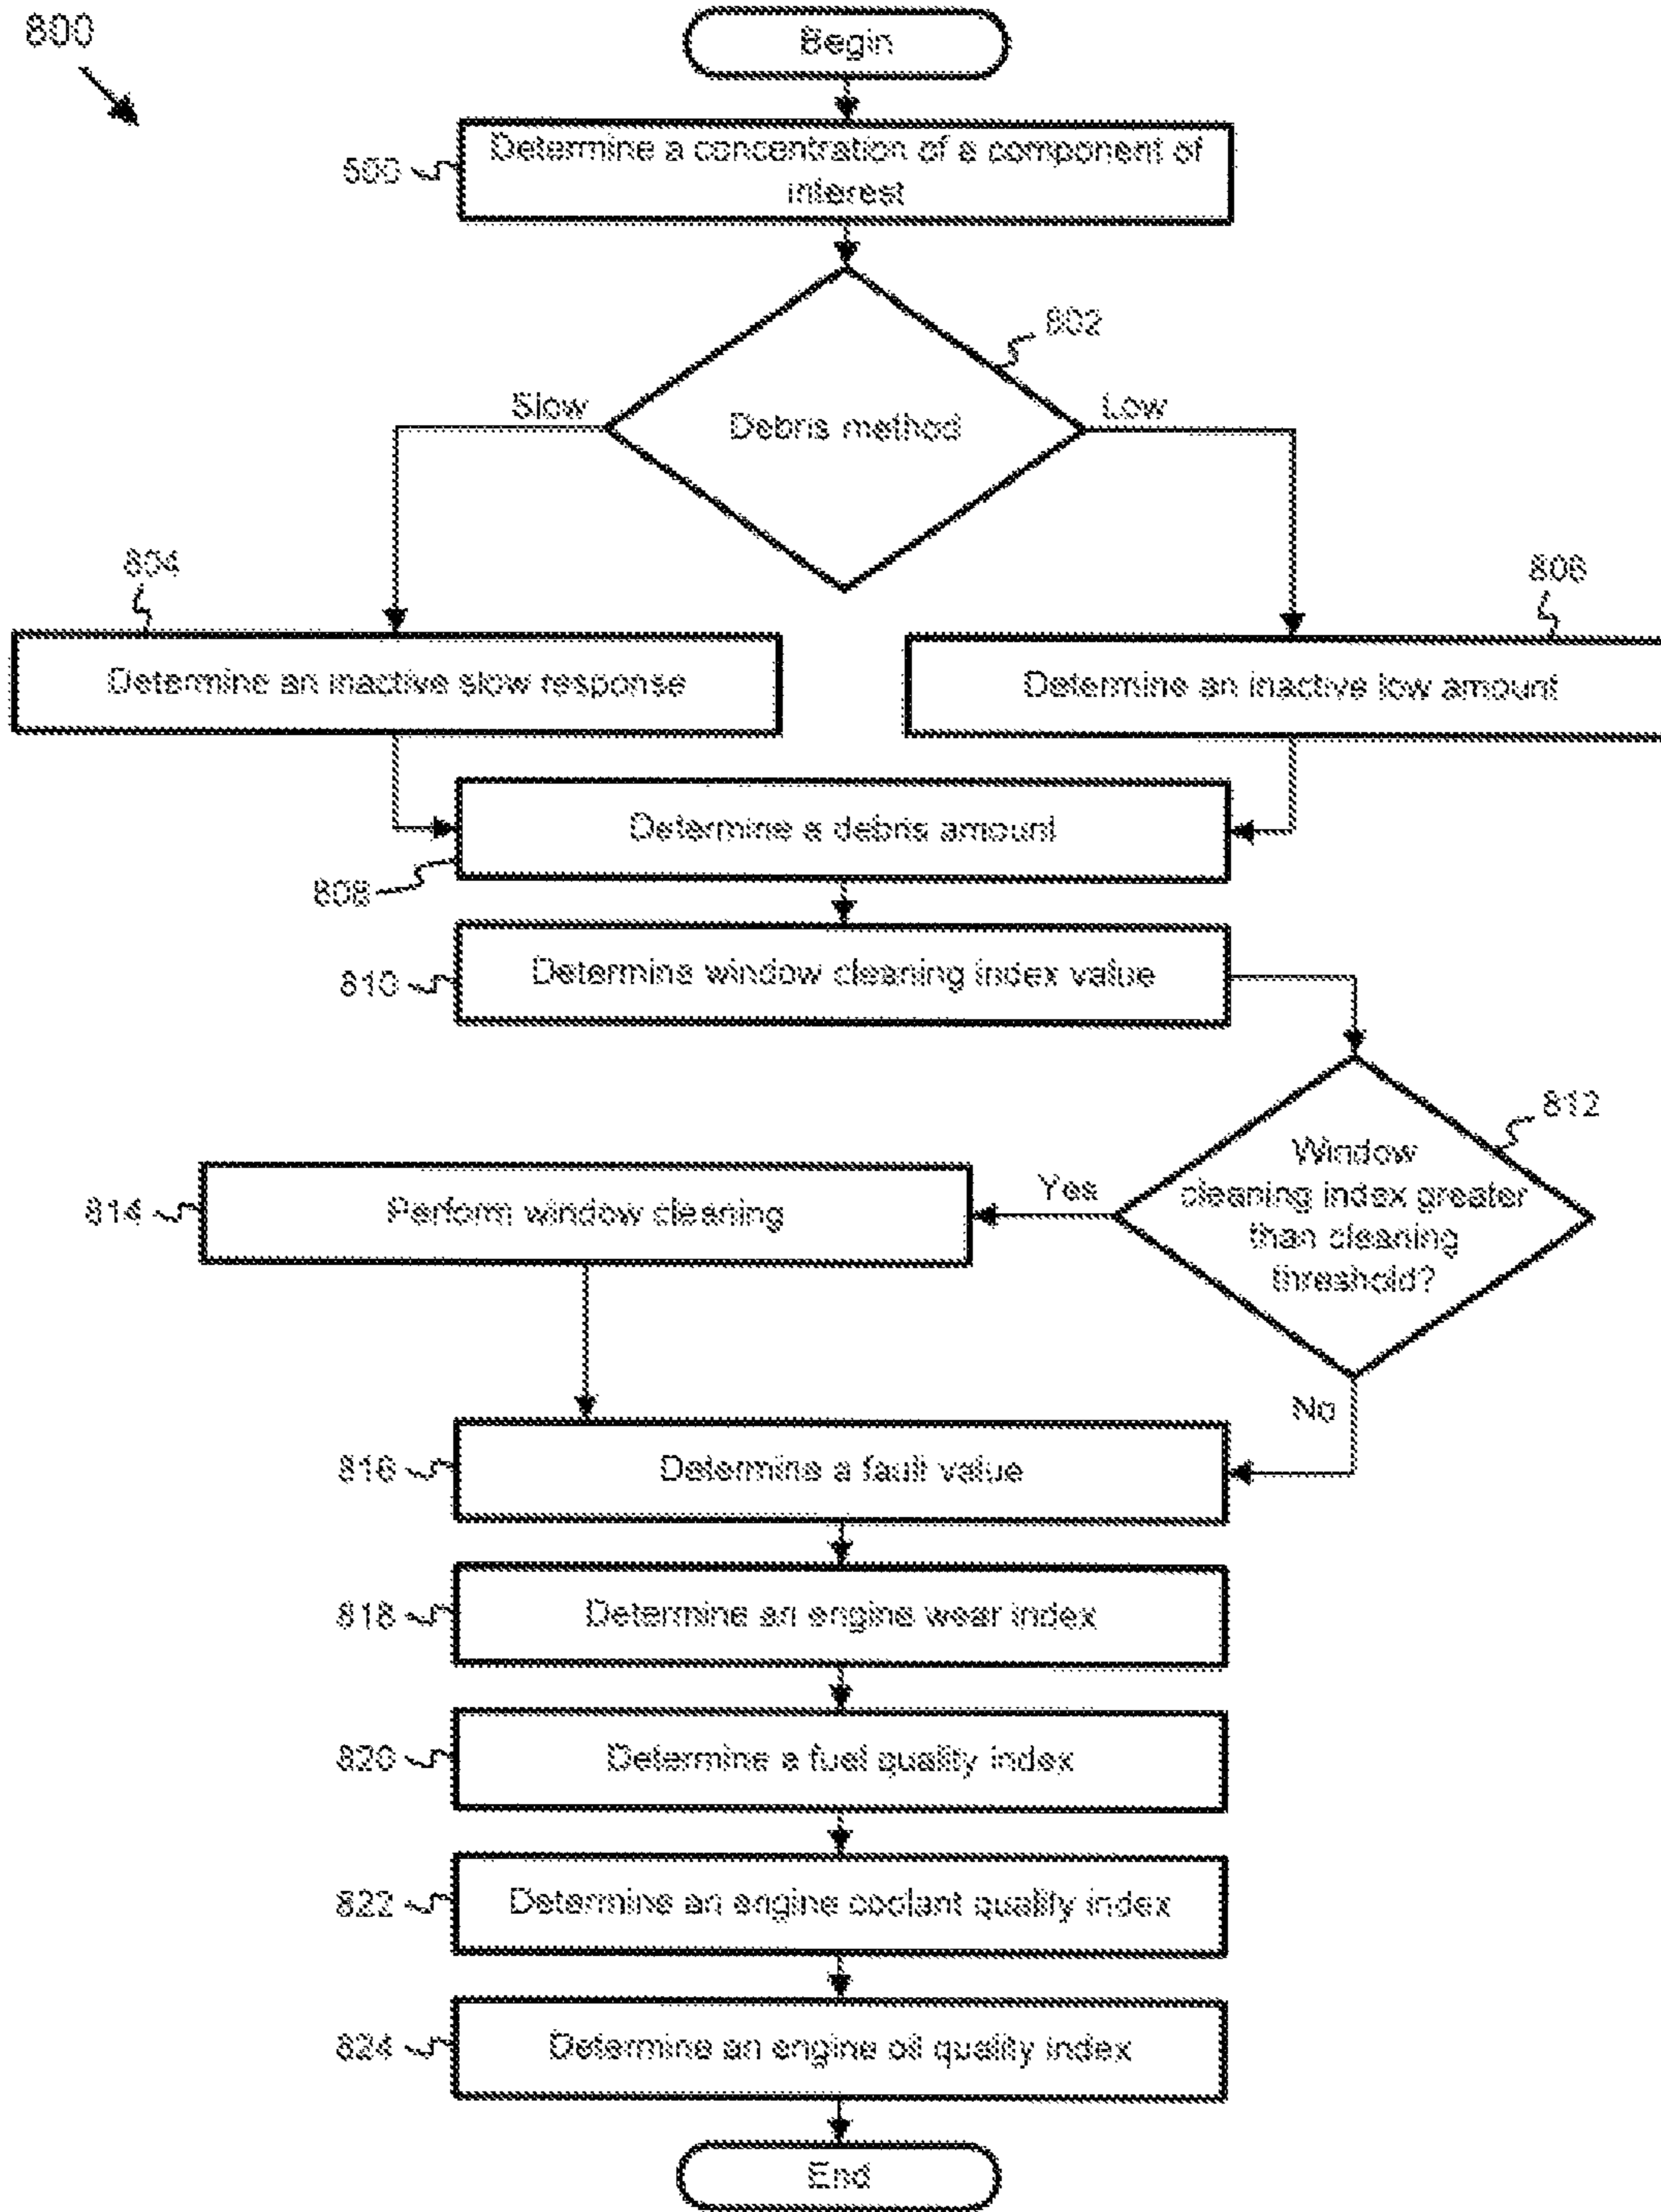 800
Begin
500
Determine a concentration of a component of
interest
802
Slow
Debris method
Low
804
806
Determine an inactive slow response
Determine an inactive low amount
Determine a debris amount
808
810
Determine window cleaning index value
812
Window
cleaning index greater
than cleaning
threshold?
Yes
814
Perform window cleaning
No
816
Determine a fault value
818
Determine an engine wear index
820
Determine a fuel quality index
822
Determine an engine coolant quality index
824
Determine an engine oil quality index
End